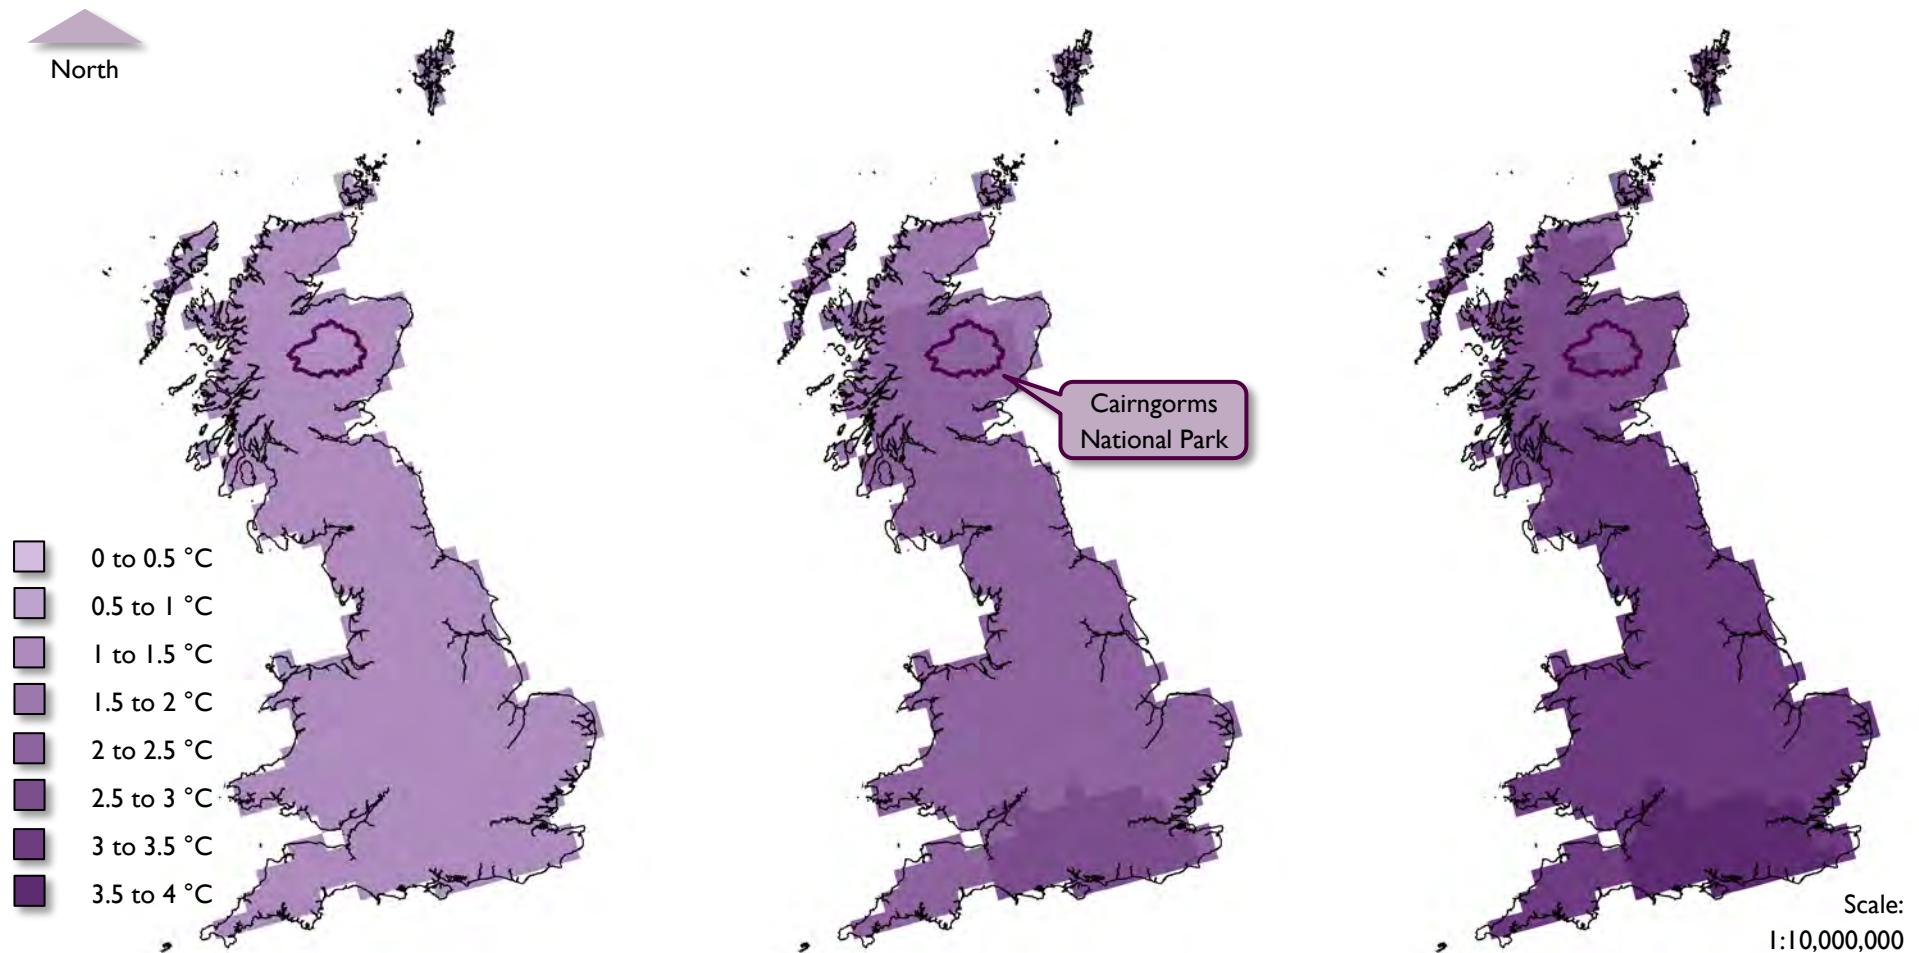 North
Cairngorms
National Park
0 to 0.5 °C
0.5 to 1 °C
1 to 1.5 °C
1.5 to 2 °C
2 to 2.5 °C
2.5 to 3 °C
3 to 3.5 °C
3.5 to 4 °C
Scale:
1:10,000,000